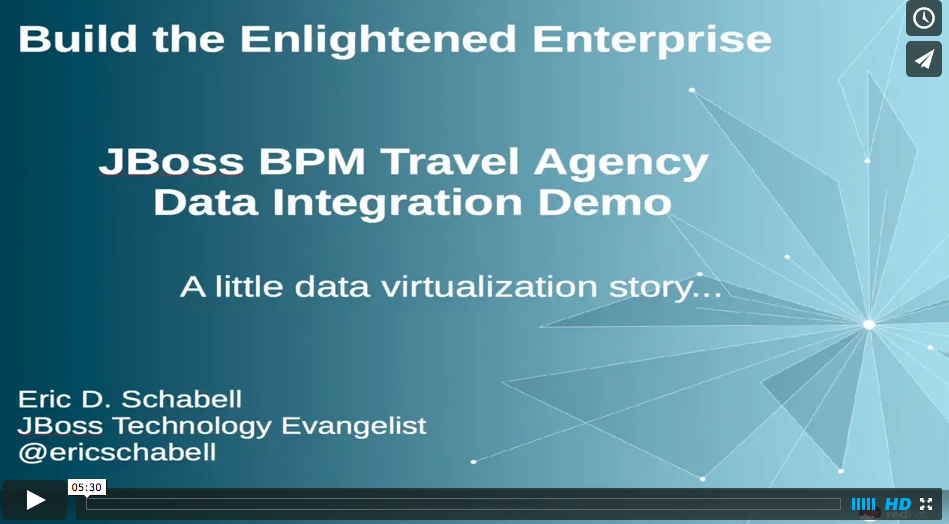 Build the Enlightened Enterprise
JBoss BPM Travel Agency
Data Integration Demo
A little data virtualization story...
Eric D. Schabell
JBoss Technology Evangelist
@ericschabell
05:30
HD